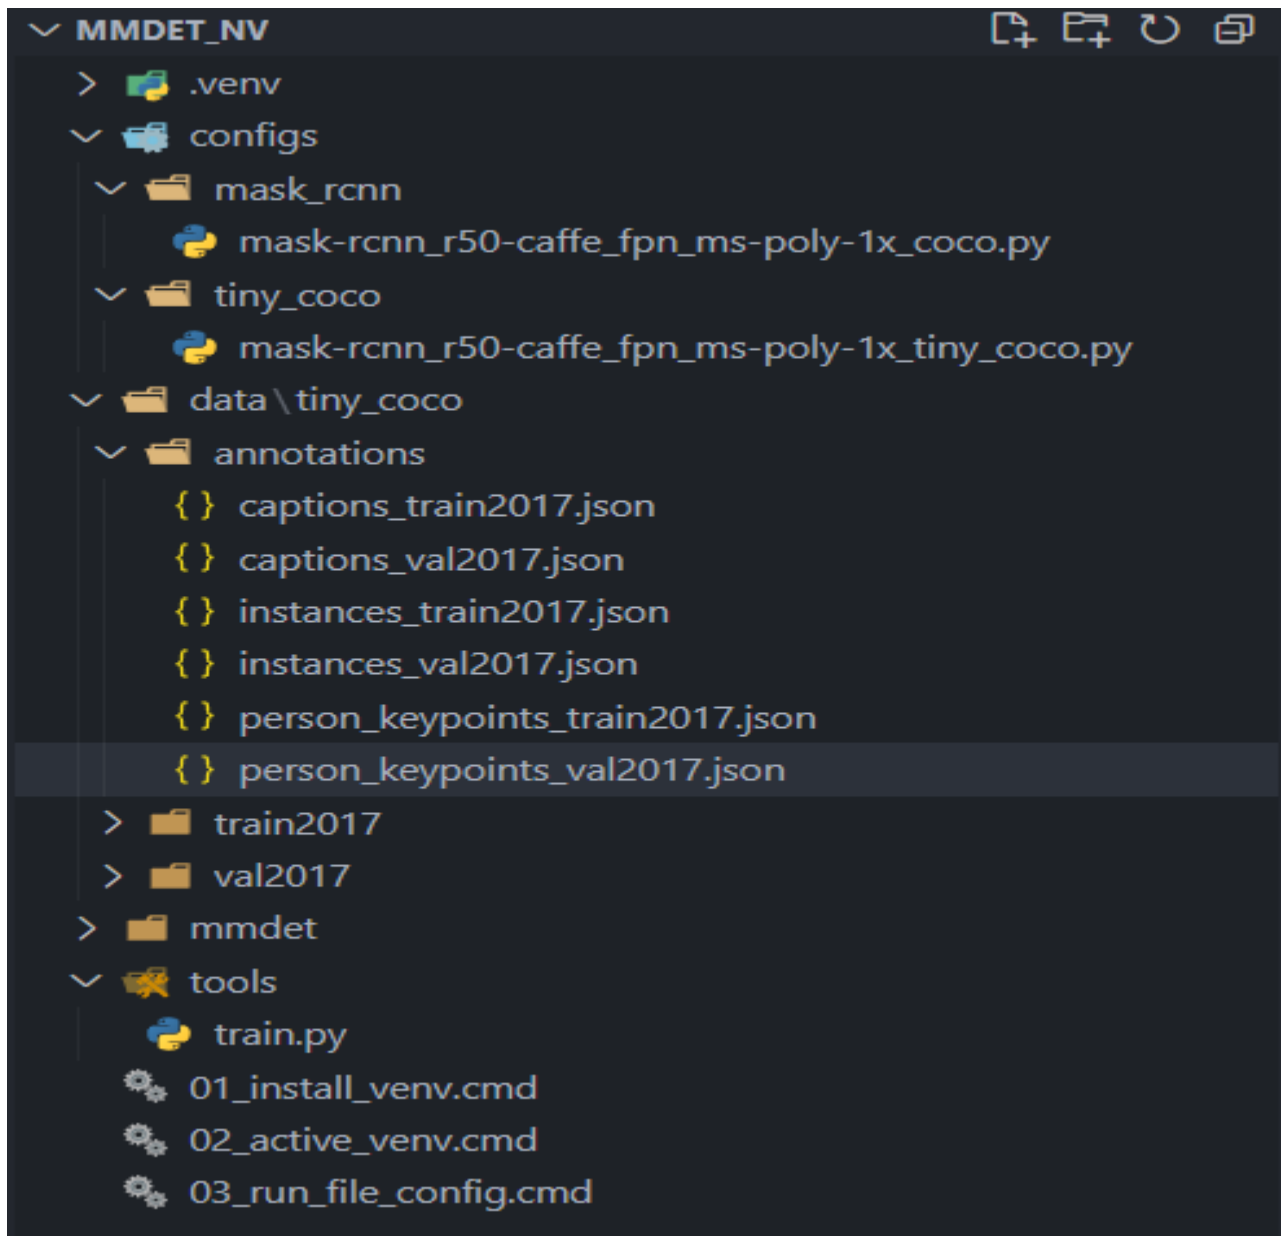 MMDET_NV
.venv
configs
mask_rcnn
mask-rcnn_r50-caffe_fpn_ms-poly-1x_coco.py
tiny_coco
mask-rcnn_r50-caffe_fpn_ms-poly-1x_tiny_coco.py
data\tiny_coco
annotations
{ } captions_train2017.json
{ } captions_val2017.json
{ } instances_train2017.json
{ } instances_val2017.json
{ } person_keypoints_train2017.json
{ } person_keypoints_val2017.json
train2017
val2017
mmdet
tools
train.py
01_install_venv.cmd
02_active_venv.cmd
03_run_file_config.cmd